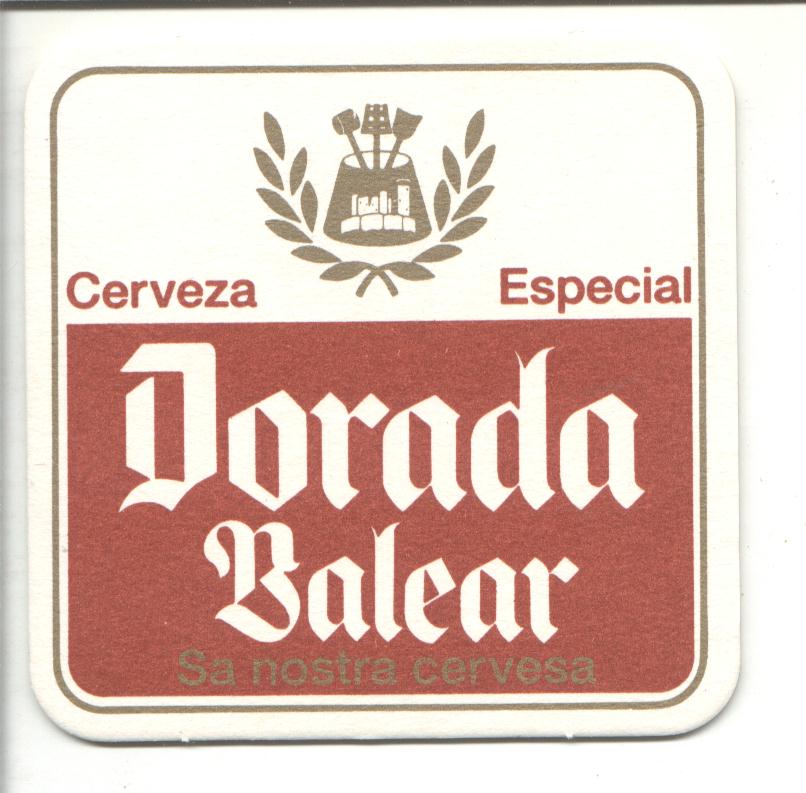 Cerveza Especial
Dorada
Balear
Sa nostra cervesa